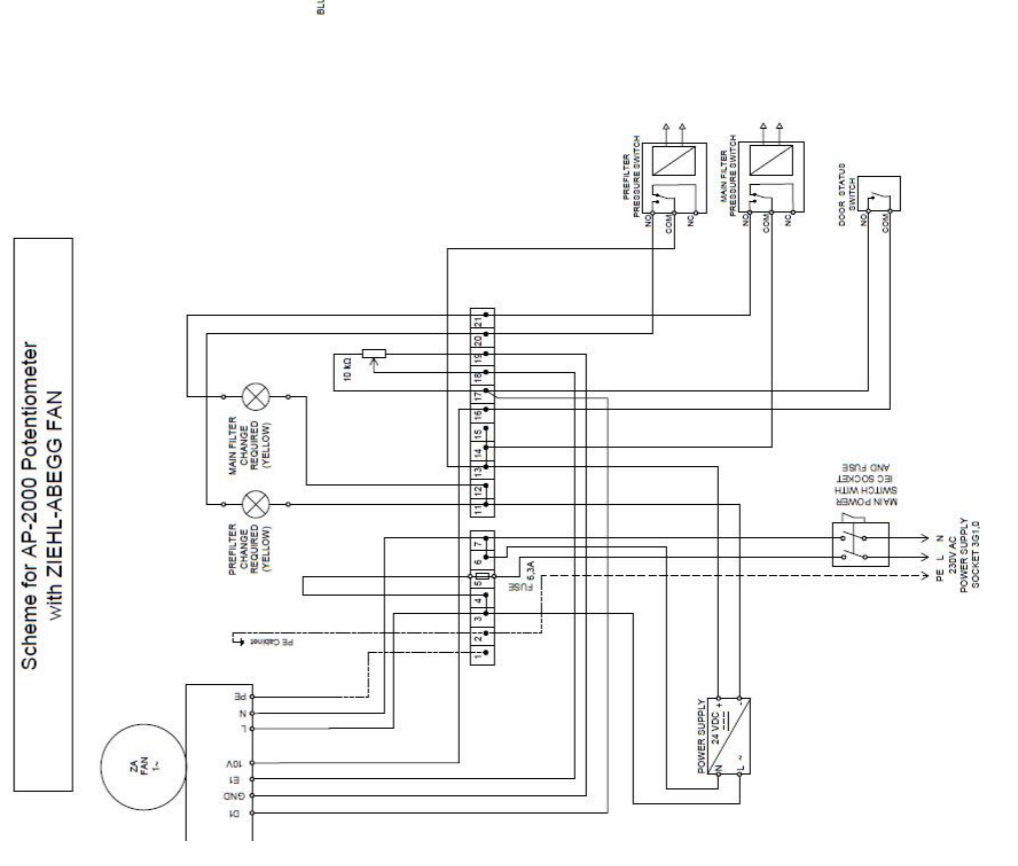 BLU
Scheme for AP-2000 Potentiometer
with ZIEHL-ABEGG FAN
PREFILTER
PRESSURE SWITCH
NO
COM
NC
MAIN FILTER
PRESSURE SWITCH
NO
COM
NC
DOOR STATUS
SWITCH
NO
COM
10 kΩ
MAIN FILTER
CHANGE
REQUIRED
(YELLOW)
PREFILTER
CHANGE
REQUIRED
(YELLOW)
21
20
19
18
17
16
15
14
13
12
11
7
6
5
4
3
2
1
FUSE
6,3A
MAIN POWER
SWITCH WITH
IEC SOCKET
AND FUSE
N
L
PE
230V AC
POWER SUPPLY
SOCKET 3G1,0
PE Cabinet
ZA
FAN
1~
PE
N
L
10V
E1
GND
D1
POWER SUPPLY
24 VDC
+
-
N
L ~